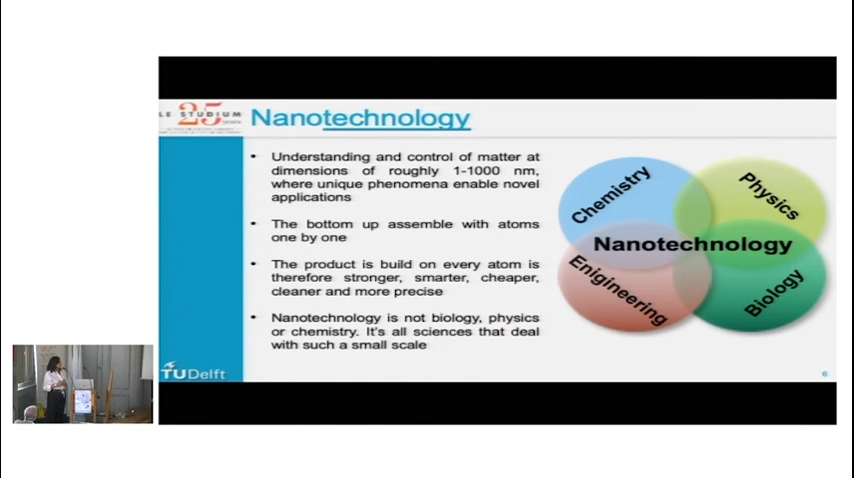 LE STUDIUM
25
Nanotechnology
• Understanding and control of matter at
dimensions of roughly 1-1000 nm,
where unique phenomena enable novel
applications
• The bottom up assemble with atoms
one by one
• The product is build on every atom is
therefore stronger, smarter, cheaper,
cleaner and more precise
• Nanotechnology is not biology, physics
or chemistry. It's all sciences that deal
with such a small scale
Chemistry
Physics
Nanotechnology
Enigineering
Biology
TUDelft
6